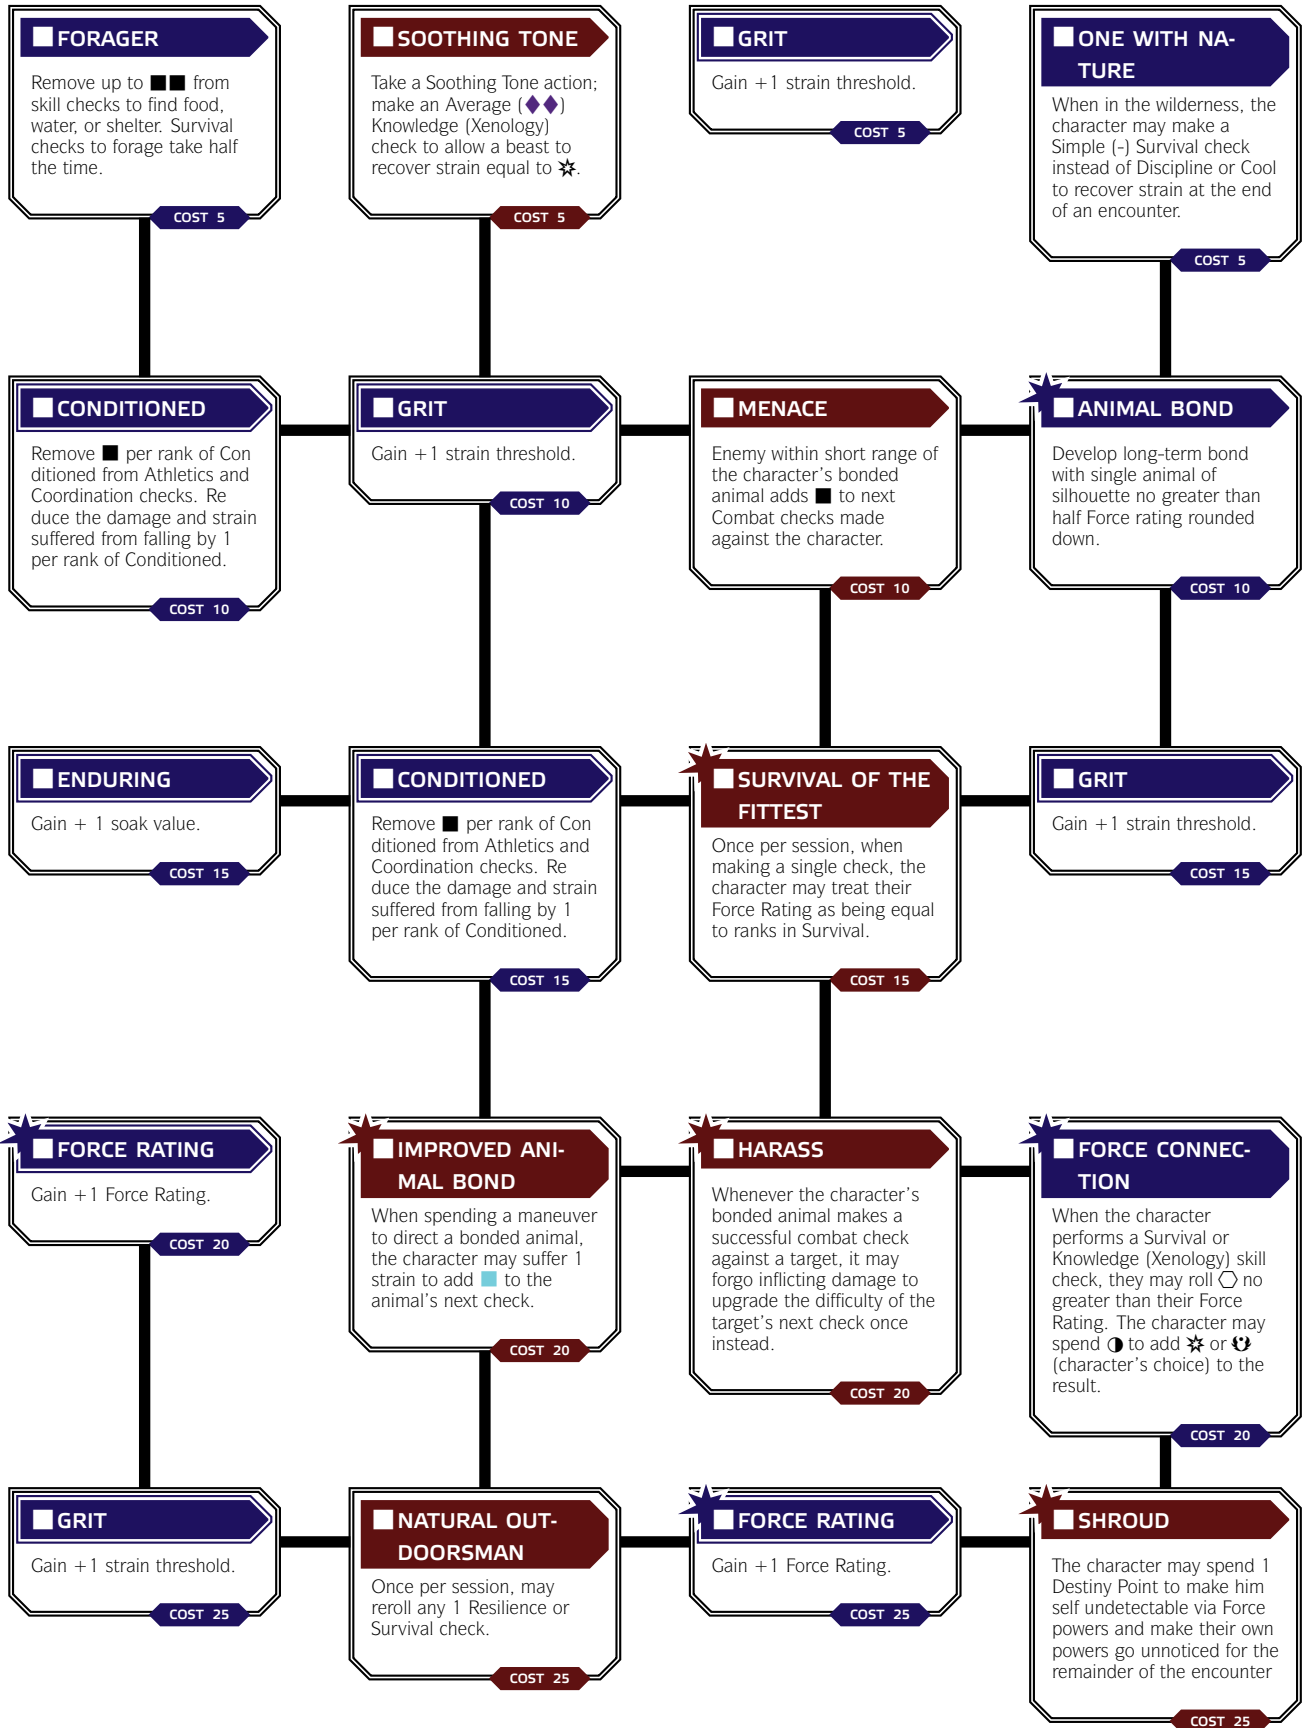 FORAGER
Remove up to ■■ from
skill checks to find food,
water, or shelter. Survival
checks to forage take half
the time.
COST 5
SOOTHING TONE
Take a Soothing Tone action;
make an Average (◆◆)
Knowledge (Xenology)
check to allow a beast to
recover strain equal to .
COST 5
GRIT
Gain +1 strain threshold.
COST 5
ONE WITH NA-
TURE
When in the wilderness, the
character may make a
Simple (-) Survival check
instead of Discipline or Cool
to recover strain at the end
of an encounter.
COST 5
CONDITIONED
Remove ■ per rank of Con
ditioned from Athletics and
Coordination checks. Re
duce the damage and strain
suffered from falling by 1
per rank of Conditioned.
COST 10
GRIT
Gain +1 strain threshold.
COST 10
MENACE
Enemy within short range of
the character's bonded
animal adds ■ to next
Combat checks made
against the character.
COST 10
ANIMAL BOND
Develop long-term bond
with single animal of
silhouette no greater than
half Force rating rounded
down.
COST 10
ENDURING
Gain + 1 soak value.
COST 15
CONDITIONED
Remove ■ per rank of Con
ditioned from Athletics and
Coordination checks. Re
duce the damage and strain
suffered from falling by 1
per rank of Conditioned.
COST 15
SURVIVAL OF THE
FITTEST
Once per session, when
making a single check, the
character may treat their
Force Rating as being equal
to ranks in Survival.
COST 15
GRIT
Gain +1 strain threshold.
COST 15
FORCE RATING
Gain +1 Force Rating.
COST 20
IMPROVED ANI-
MAL BOND
When spending a maneuver
to direct a bonded animal,
the character may suffer 1
strain to add ■ to the
animal's next check.
COST 20
HARASS
Whenever the character's
bonded animal makes a
successful combat check
against a target, it may
forgo inflicting damage to
upgrade the difficulty of the
target's next check once
instead.
COST 20
FORCE CONNEC-
TION
When the character
performs a Survival or
Knowledge (Xenology) skill
check, they may roll ⬡ no
greater than their Force
Rating. The character may
spend ◑ to add or
(character's choice) to the
result.
COST 20
GRIT
Gain +1 strain threshold.
COST 25
NATURAL OUT-
DOORSMAN
Once per session, may
reroll any 1 Resilience or
Survival check.
COST 25
FORCE RATING
Gain +1 Force Rating.
COST 25
SHROUD
The character may spend 1
Destiny Point to make him
self undetectable via Force
powers and make their own
powers go unnoticed for the
remainder of the encounter
COST 25